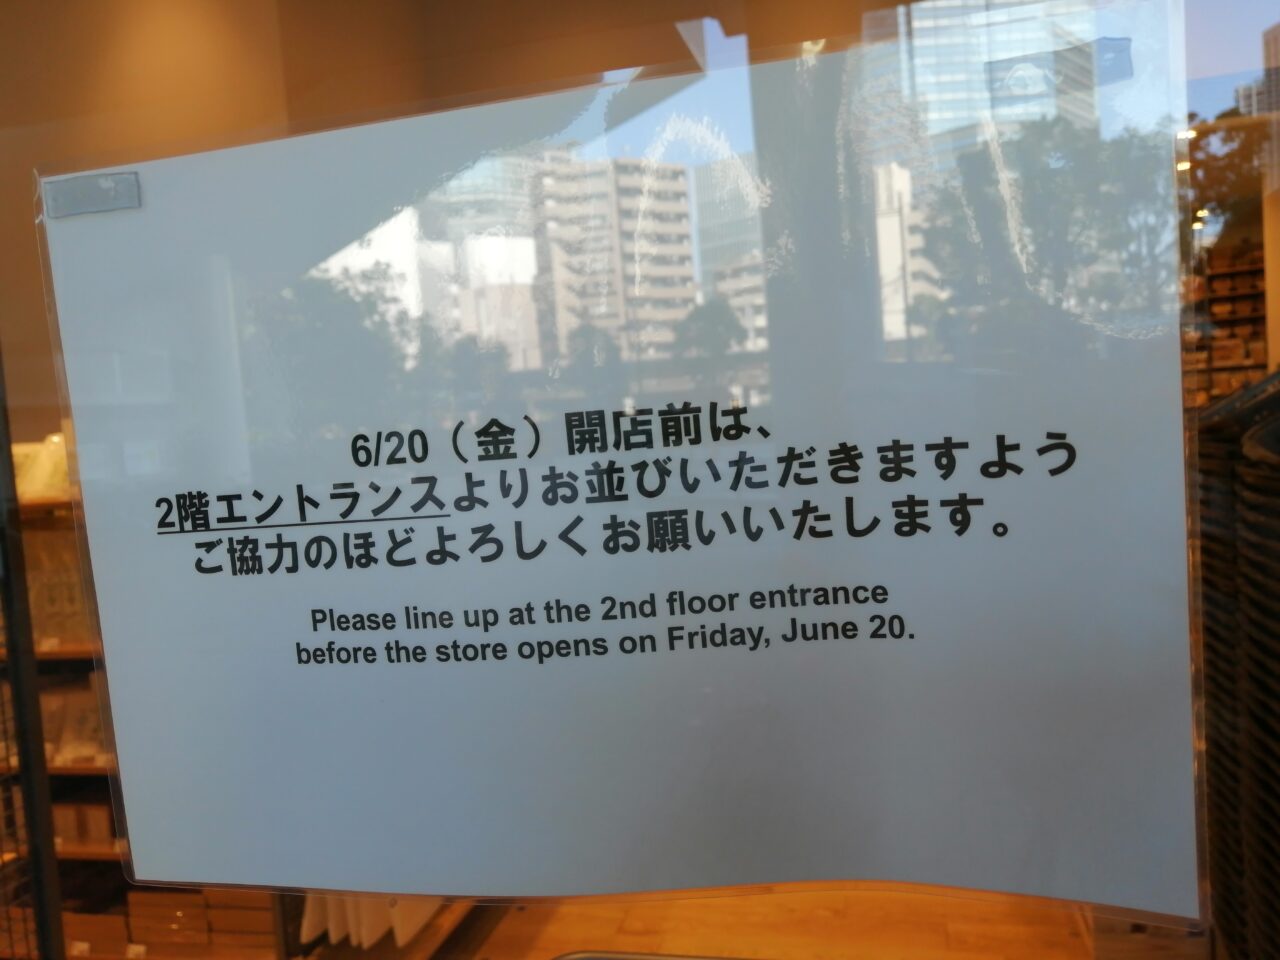 6/20（金）開店前は、
2階エントランスよりお並びいただきますよう
ご協力のほどよろしくお願いいたします。
Please line up at the 2nd floor entrance
before the store opens on Friday, June 20.